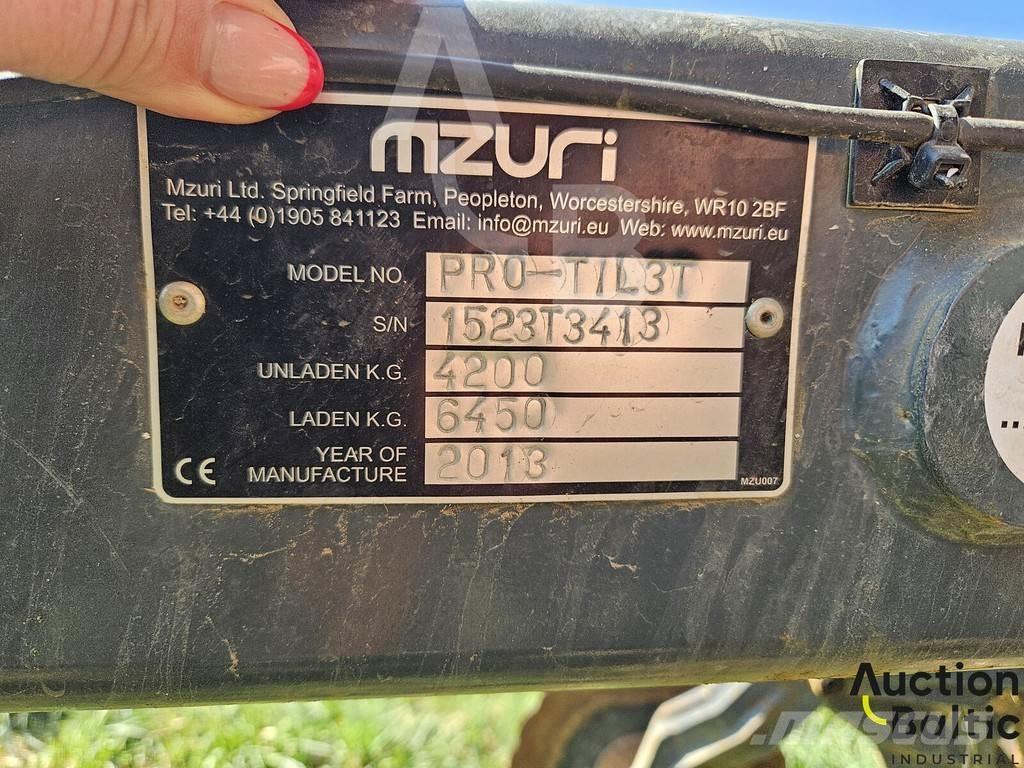 mzuri
Mzuri Ltd. Springfield Farm, Peopleton, Worcestershire, WR10 2BF
Tel: +44 (0)1905 841123 Email: info@mzuri.eu Web: www.mzuri.eu
MODEL NO. PRO-TIL3T
S/N 1523T3413
UNLADEN K.G. 4200
LADEN K.G. 6450
YEAR OF
MANUFACTURE 2013
CE
MZU007
Auction
Baltic
INDUSTRIAL